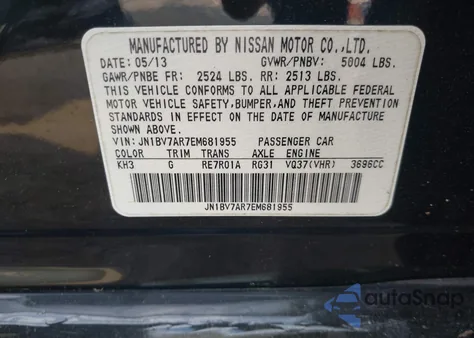 MANUFACTURED BY NISSAN MOTOR CO.,LTD.
DATE: 05/13 GVWR/PNBV: 5004 LBS.
GAWR/PNBE FR: 2524 LBS. RR: 2513 LBS.
THIS VEHICLE CONFORMS TO ALL APPLICABLE FEDERAL
MOTOR VEHICLE SAFETY,BUMPER,AND THEFT PREVENTION
STANDARDS IN EFFECT ON THE DATE OF MANUFACTURE
SHOWN ABOVE.
VIN: JN1BV7AR7EM681955 PASSENGER CAR
COLOR TRIM TRANS AXLE ENGINE
KH3 G RE7R01A RG31 VQ37(VHR) 3696CC
JN1BV7AR7EM681955
autoSnap